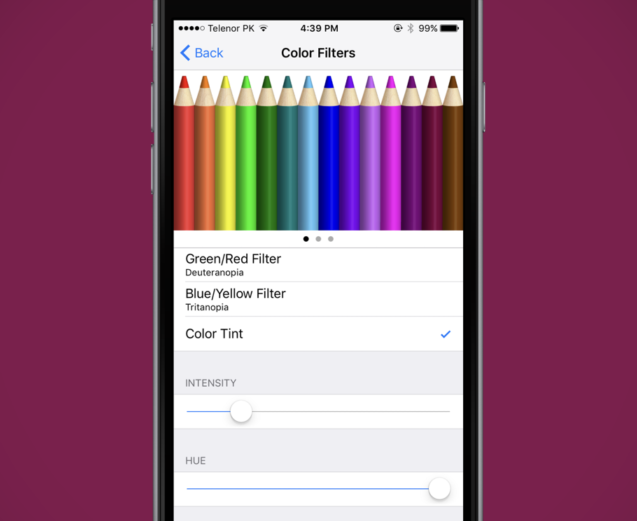 Telenor PK 4:39 PM 99%
Back Color Filters
Green/Red Filter
Deuteranopia
Blue/Yellow Filter
Tritanopia
Color Tint
INTENSITY
HUE